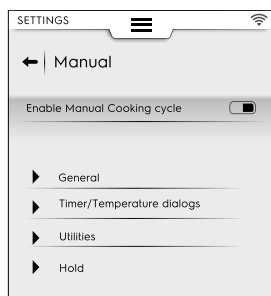 SETTINGS
Manual
Enable Manual Cooking cycle
General
Timer/Temperature dialogs
Utilities
Hold